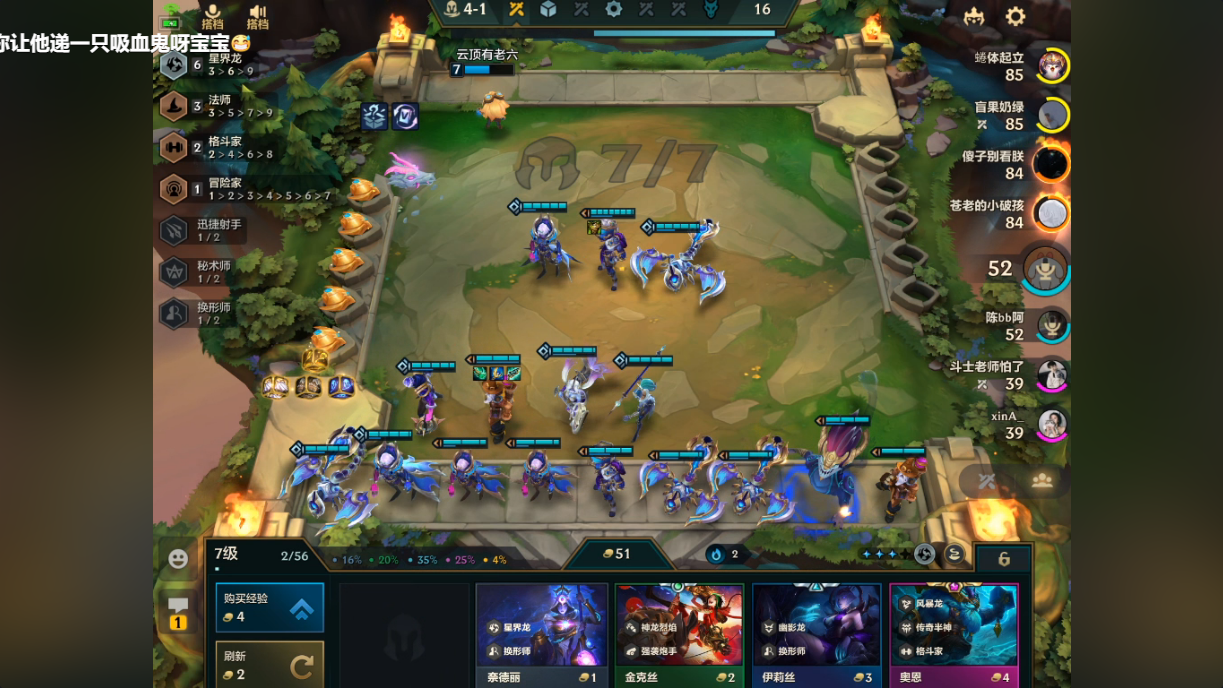 搭档
搭档
4-1
16
你让他递一只吸血鬼呀宝宝
云顶有老六
7
6
星界龙
3 > 6 > 9
3
法师
3 > 5 > 7 > 9
2
格斗家
2 > 4 > 6 > 8
1
冒险家
1 > 2 > 3 > 4 > 5 > 6 > 7
迅捷射手
1 / 2
秘术师
1 / 2
换形师
1 / 2
7/7
蜷体起立
85
盲果奶绿
85
傻子别看朕
84
苍老的小破孩
84
52
陈bb阿
52
斗士老师怕了
39
xinA_
39
7级
2/56
16%
20%
35%
25%
4%
51
2
6
购买经验
4
刷新
2
1
星界龙
换形师
奈德丽
1
神龙烈焰
强袭炮手
金克丝
2
幽影龙
换形师
伊莉丝
3
风暴龙
传奇半神
格斗家
奥恩
4